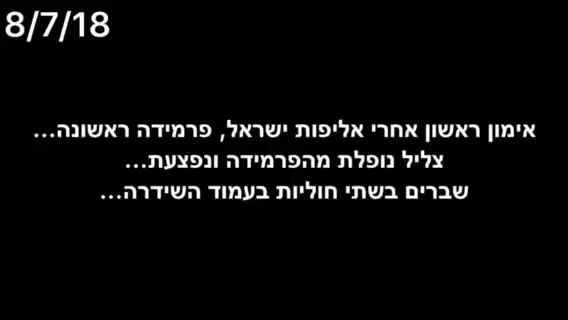 8/7/18
אימון ראשון אחרי אליפות ישראל, פרמידה ראשונה...
צליל נופלת מהפרמידה ונפצעת...
שברים בשתי חוליות בעמוד השידרה...